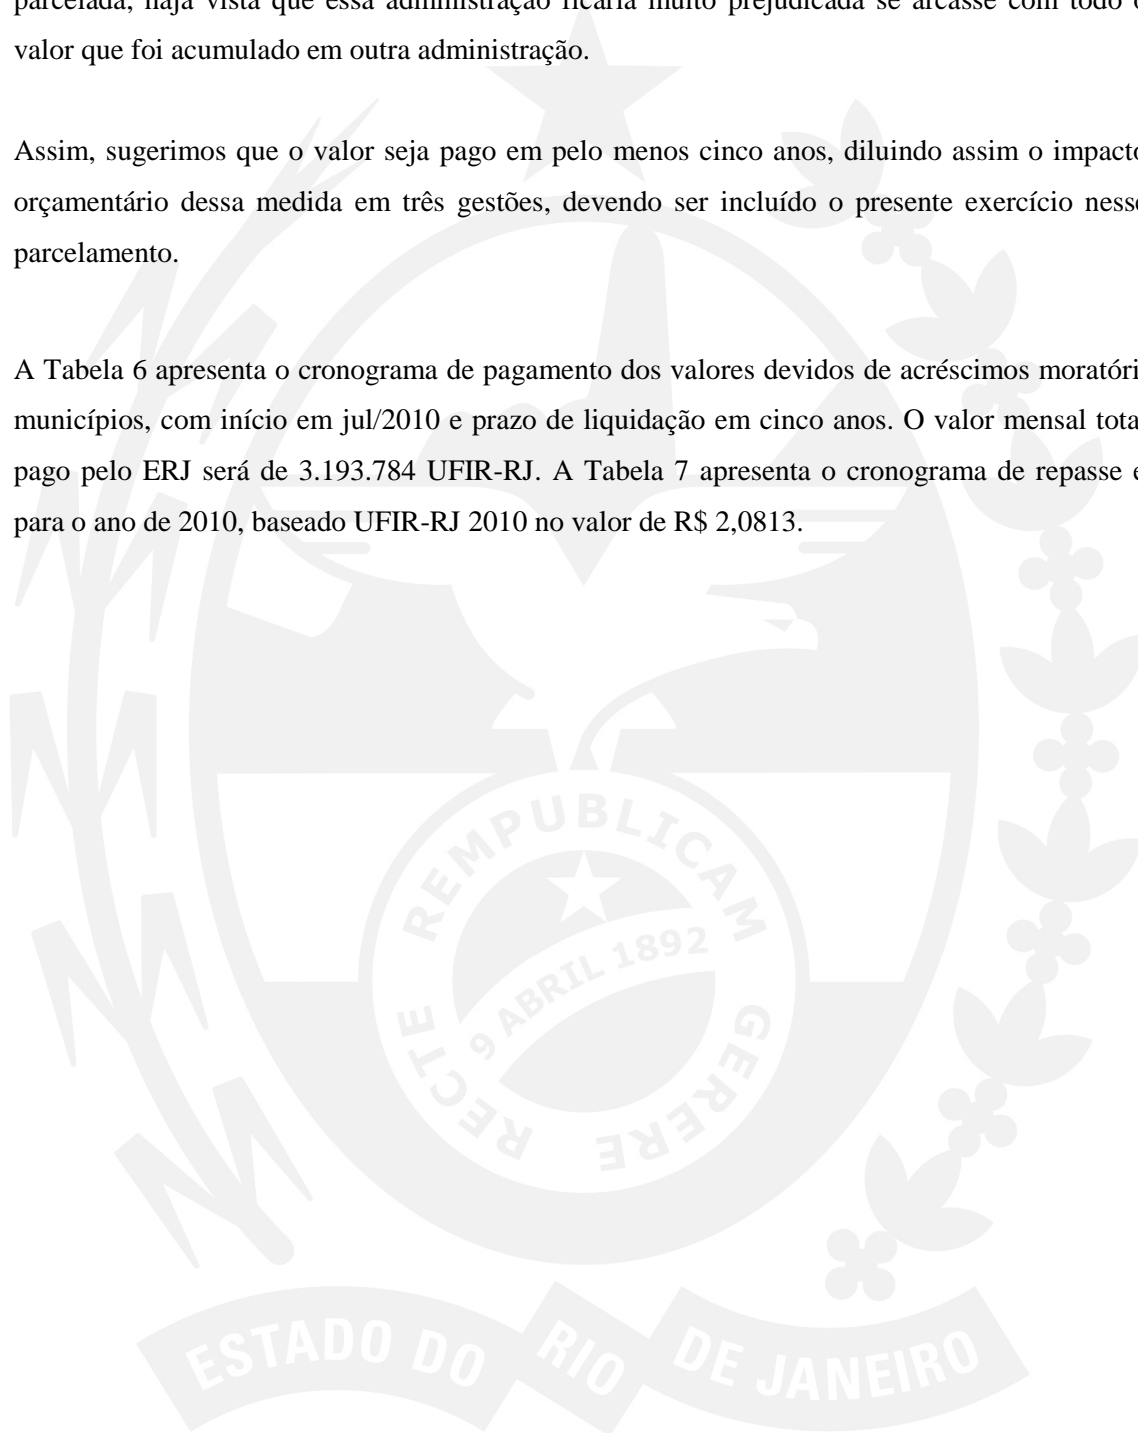 parcelada, haja vista que essa administração ficaria muito prejudicada se arcasse com todo o
valor que foi acumulado em outra administração.
Assim, sugerimos que o valor seja pago em pelo menos cinco anos, diluindo assim o impacto
orçamentário dessa medida em três gestões, devendo ser incluído o presente exercício nesse
parcelamento.
A Tabela 6 apresenta o cronograma de pagamento dos valores devidos de acréscimos moratóri
municípios, com início em jul/2010 e prazo de liquidação em cinco anos. O valor mensal total
pago pelo ERJ será de 3.193.784 UFIR-RJ. A Tabela 7 apresenta o cronograma de repasse e
para o ano de 2010, baseado UFIR-RJ 2010 no valor de R$ 2,0813.
RECTE REMPUBLICAM GERERE
9 ABRIL 1892
ESTADO DO RIO DE JANEIRO